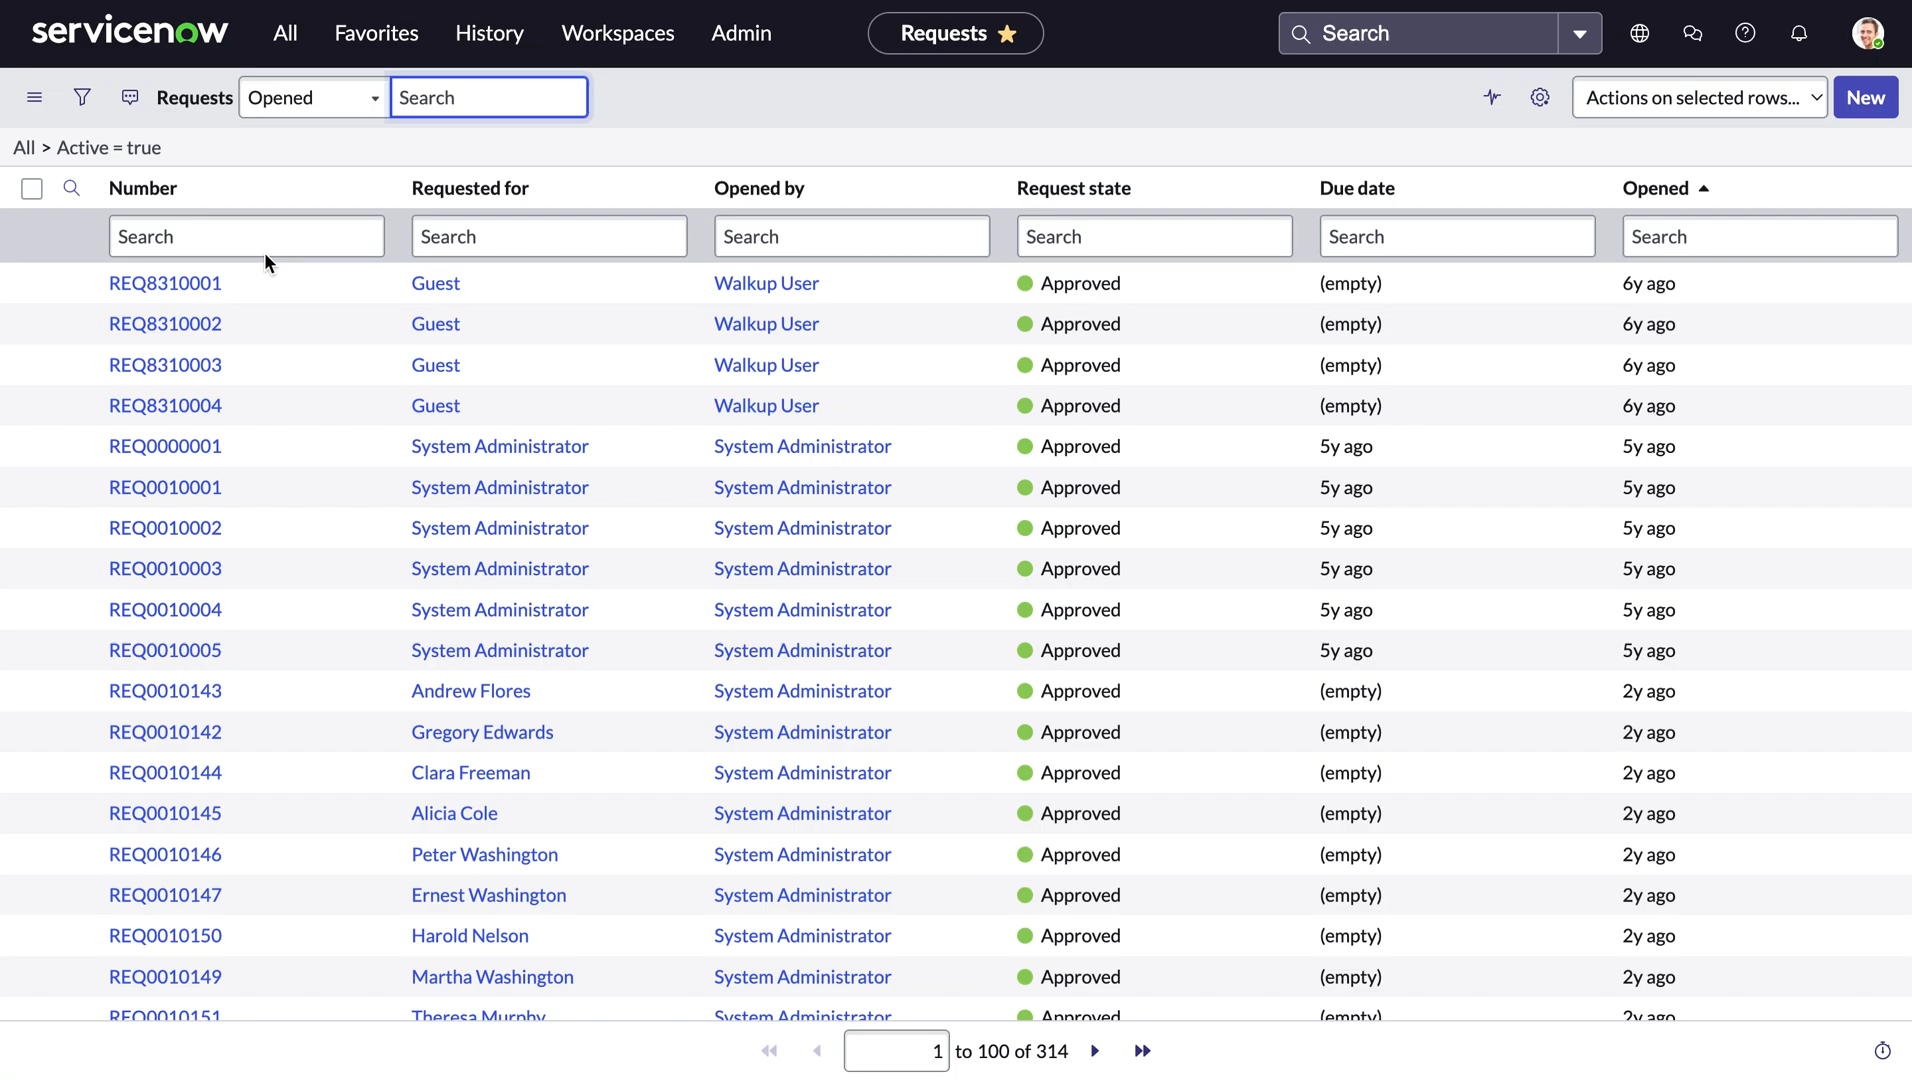 servicenow All Favorites History Workspaces Admin Requests Search
Requests Opened Search Actions on selected rows... New
All > Active = true
Number Requested for Opened by Request state Due date Opened
Search Search Search Search Search Search
REQ8310001 Guest Walkup User Approved (empty) 6y ago
REQ8310002 Guest Walkup User Approved (empty) 6y ago
REQ8310003 Guest Walkup User Approved (empty) 6y ago
REQ8310004 Guest Walkup User Approved (empty) 6y ago
REQ0000001 System Administrator System Administrator Approved 5y ago 5y ago
REQ0010001 System Administrator System Administrator Approved 5y ago 5y ago
REQ0010002 System Administrator System Administrator Approved 5y ago 5y ago
REQ0010003 System Administrator System Administrator Approved 5y ago 5y ago
REQ0010004 System Administrator System Administrator Approved 5y ago 5y ago
REQ0010005 System Administrator System Administrator Approved 5y ago 5y ago
REQ0010143 Andrew Flores System Administrator Approved (empty) 2y ago
REQ0010142 Gregory Edwards System Administrator Approved (empty) 2y ago
REQ0010144 Clara Freeman System Administrator Approved (empty) 2y ago
REQ0010145 Alicia Cole System Administrator Approved (empty) 2y ago
REQ0010146 Peter Washington System Administrator Approved (empty) 2y ago
REQ0010147 Ernest Washington System Administrator Approved (empty) 2y ago
REQ0010150 Harold Nelson System Administrator Approved (empty) 2y ago
REQ0010149 Martha Washington System Administrator Approved (empty) 2y ago
REQ0010151 Theresa Murphy System Administrator Approved (empty) 2y ago
1 to 100 of 314